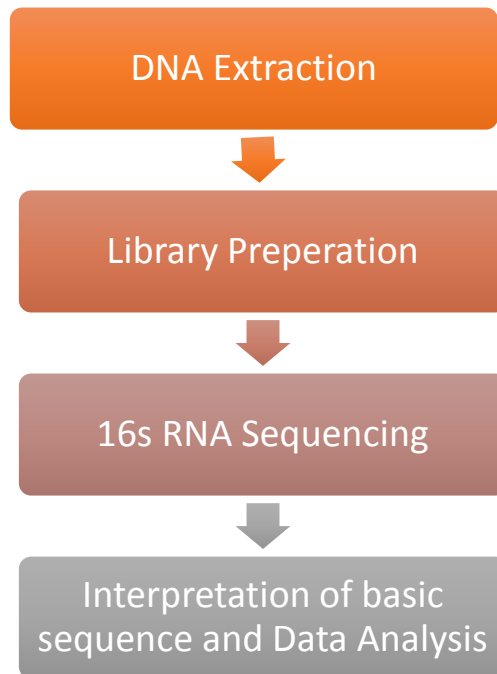 DNA Extraction
Library Preperation
16s RNA Sequencing
Interpretation of basic
sequence and Data Analysis